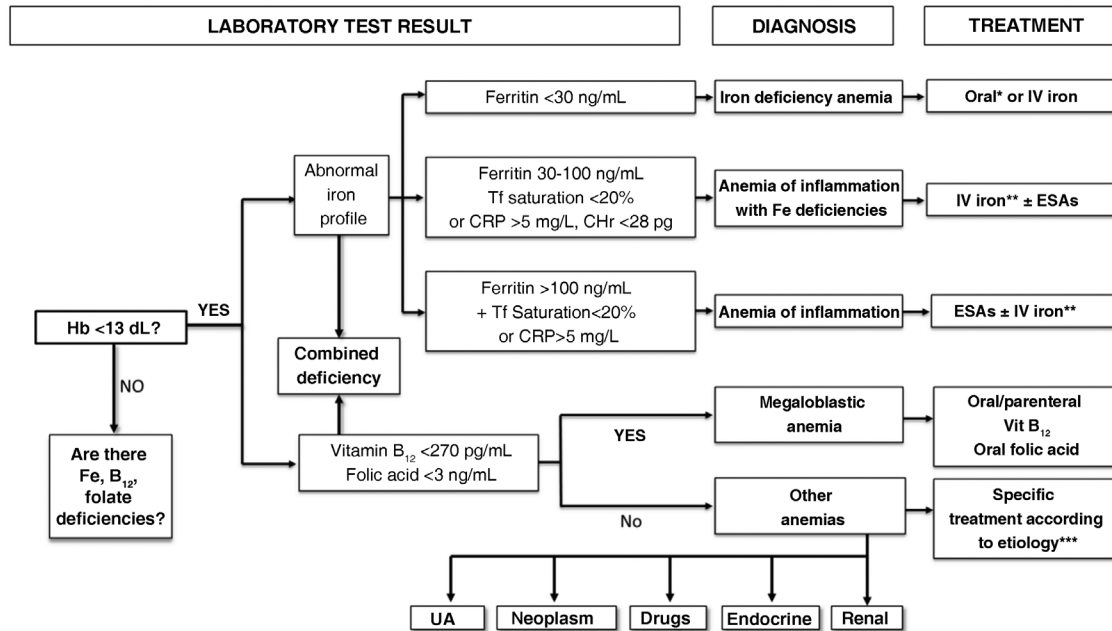 LABORATORY TEST RESULT
DIAGNOSIS
TREATMENT
Ferritin <30 ng/mL
Iron deficiency anemia
Oral* or IV iron
Abnormal
iron
profile
Ferritin 30-100 ng/mL
Tf saturation <20%
or CRP >5 mg/L, CHr <28 pg
Anemia of inflammation
with Fe deficiencies
IV iron** ± ESAs
Ferritin >100 ng/mL
+ Tf Saturation<20%
or CRP>5 mg/L
Anemia of inflammation
ESAs ± IV iron**
Hb <13 dL?
YES
NO
Combined
deficiency
Are there
Fe, B12,
folate
deficiencies?
Vitamin B12 <270 pg/mL
Folic acid <3 ng/mL
YES
Megaloblastic
anemia
Oral/parenteral
Vit B12
Oral folic acid
No
Other
anemias
Specific
treatment according
to etiology***
UA
Neoplasm
Drugs
Endocrine
Renal